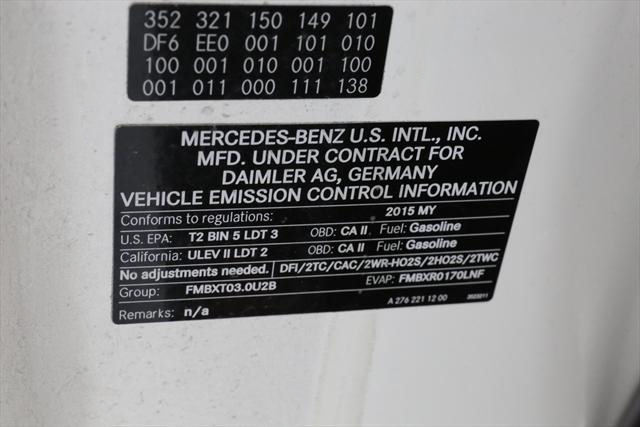 352 321 150 149 101
DF6 EE0 001 101 010
100 001 010 001 100
001 011 000 111 138
MERCEDES-BENZ U.S. INTL., INC.
MFD. UNDER CONTRACT FOR
DAIMLER AG, GERMANY
VEHICLE EMISSION CONTROL INFORMATION
Conforms to regulations: 2015 MY
U.S. EPA: T2 BIN 5 LDT 3 OBD: CA II Fuel: Gasoline
California: ULEV II LDT 2 OBD: CA II Fuel: Gasoline
No adjustments needed. DFI/2TC/CAC/2WR-HO2S/2HO2S/2TWC
Group: FMBXT03.0U2B EVAP: FMBXR0170LNF
Remarks: n/a A 276 221 12 00